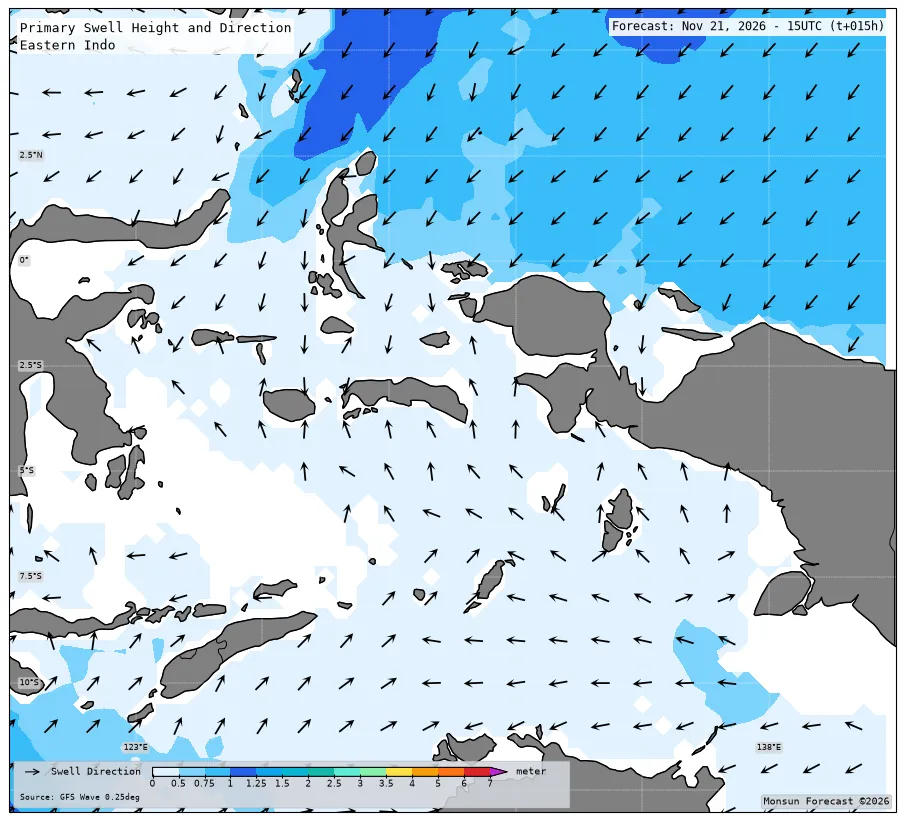 Primary Swell Height and Direction
Eastern Indo
Forecast: Nov 21, 2026 - 15UTC (t+015h)
2.5°N
0°
2.5°S
5°S
7.5°S
10°S
123°E
138°E
Swell Direction
meter
0 0.5 0.75 1 1.25 1.5 2 2.5 3 3.5 4 5 6 7
Source: GFS Wave 0.25deg
Monsun Forecast ©2026